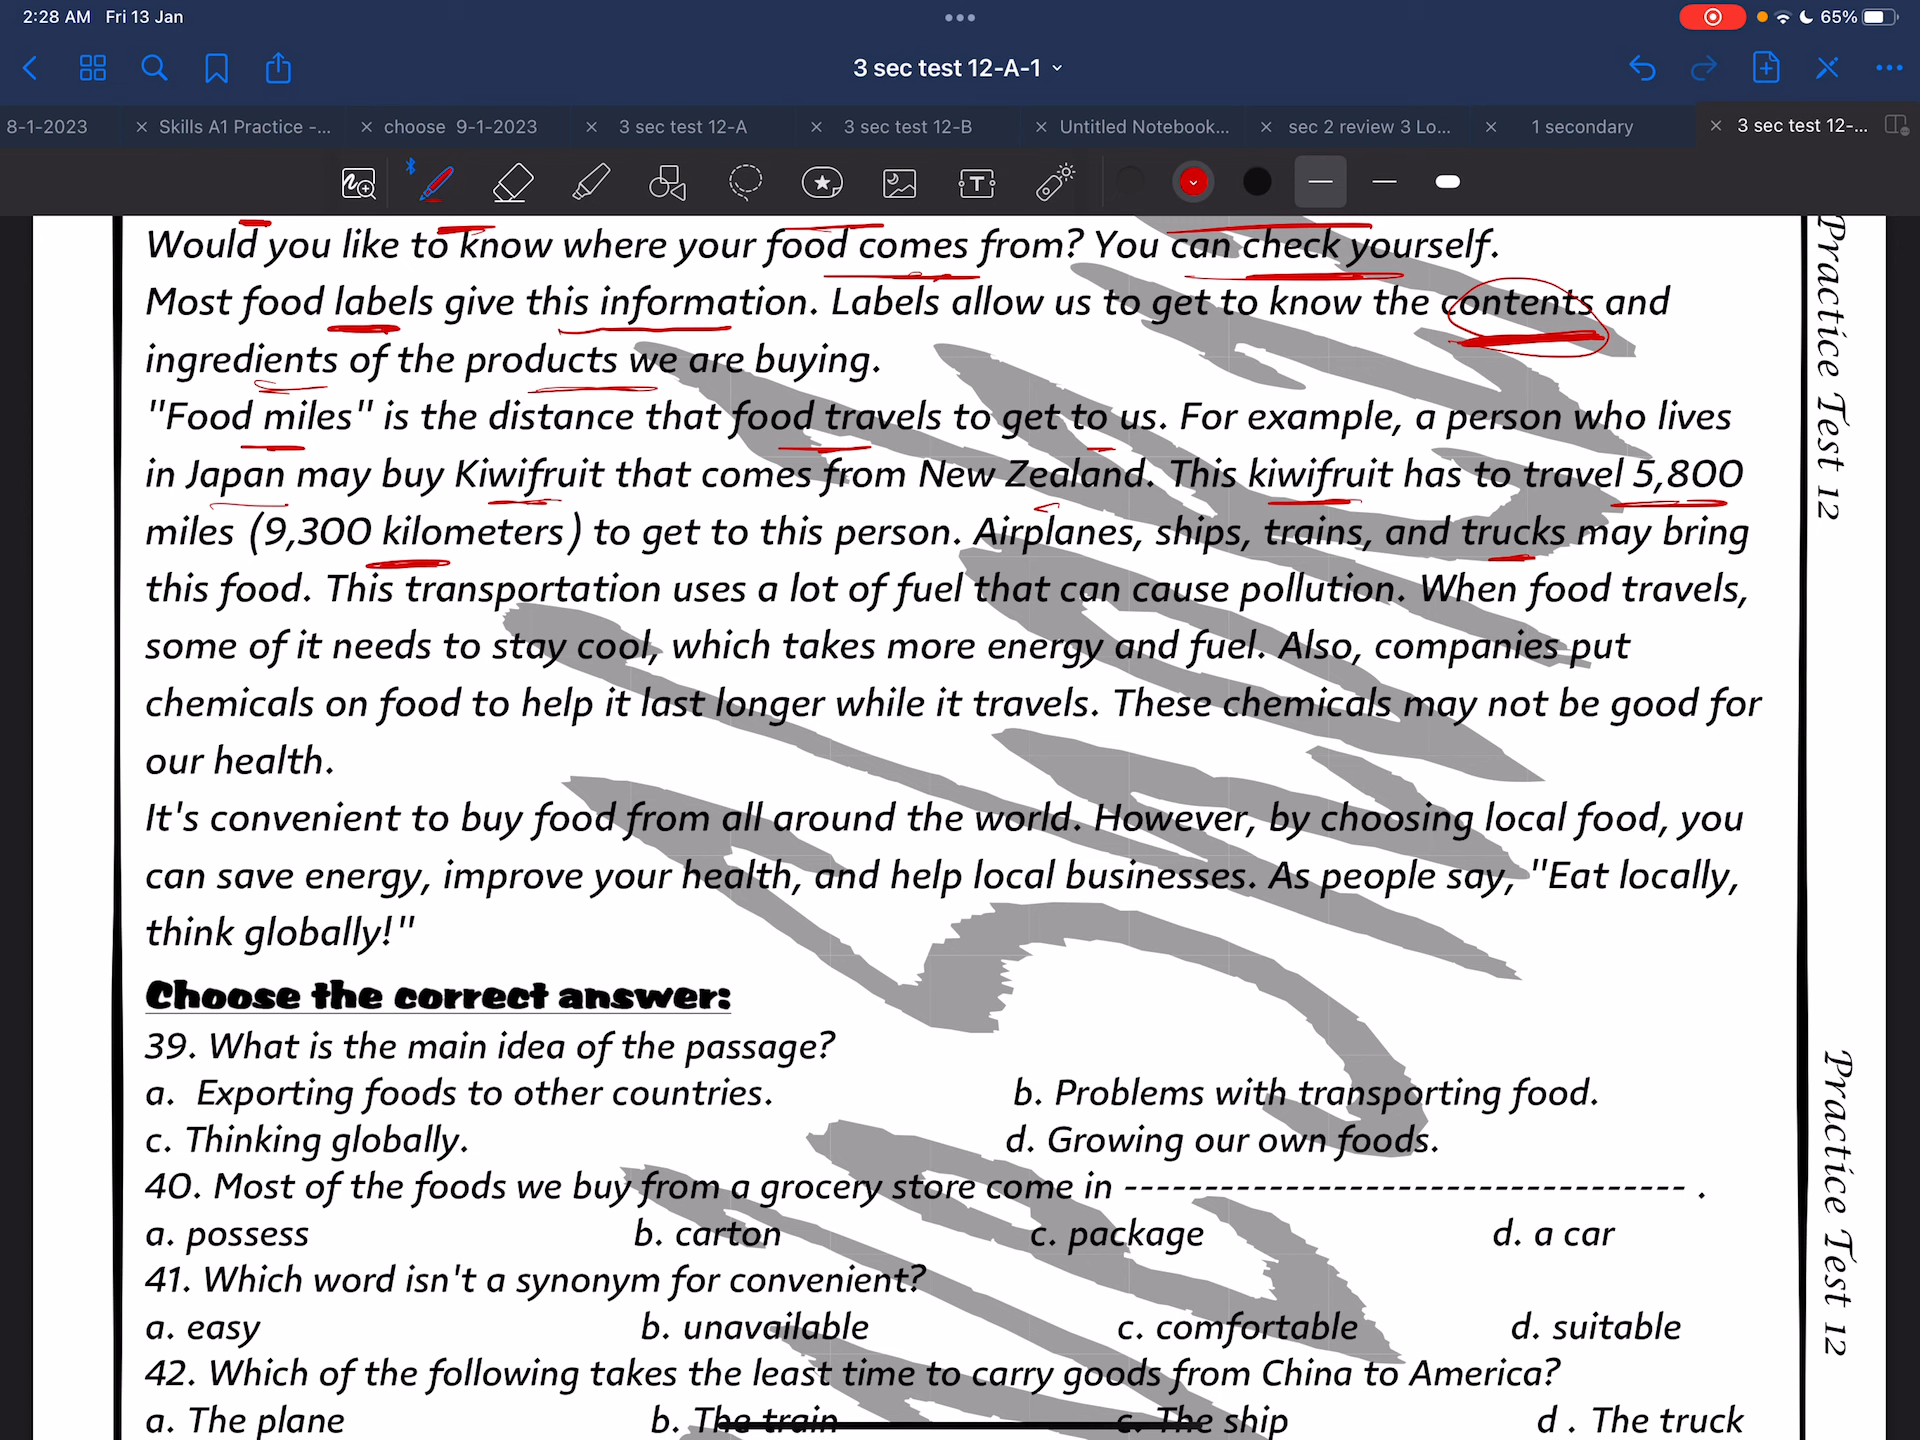 2:28 AM Fri 13 Jan
65%
3 sec test 12-A-1
8-1-2023
Skills A1 Practice -...
choose 9-1-2023
3 sec test 12-A
3 sec test 12-B
Untitled Notebook...
sec 2 review 3 Lo...
1 secondary
3 sec test 12-...
Would you like to know where your food comes from? You can check yourself.
Most food labels give this information. Labels allow us to get to know the contents and
ingredients of the products we are buying.
"Food miles" is the distance that food travels to get to us. For example, a person who lives
in Japan may buy Kiwifruit that comes from New Zealand. This kiwifruit has to travel 5,800
miles (9,300 kilometers) to get to this person. Airplanes, ships, trains, and trucks may bring
this food. This transportation uses a lot of fuel that can cause pollution. When food travels,
some of it needs to stay cool, which takes more energy and fuel. Also, companies put
chemicals on food to help it last longer while it travels. These chemicals may not be good for
our health.
It's convenient to buy food from all around the world. However, by choosing local food, you
can save energy, improve your health, and help local businesses. As people say, "Eat locally,
think globally!"
Choose the correct answer:
39. What is the main idea of the passage?
a. Exporting foods to other countries. b. Problems with transporting food.
c. Thinking globally. d. Growing our own foods.
40. Most of the foods we buy from a grocery store come in ---------------------------------- .
a. possess b. carton c. package d. a car
41. Which word isn't a synonym for convenient?
a. easy b. unavailable c. comfortable d. suitable
42. Which of the following takes the least time to carry goods from China to America?
a. The plane b. The train c. The ship d . The truck
Practice Test 12
Practice Test 12